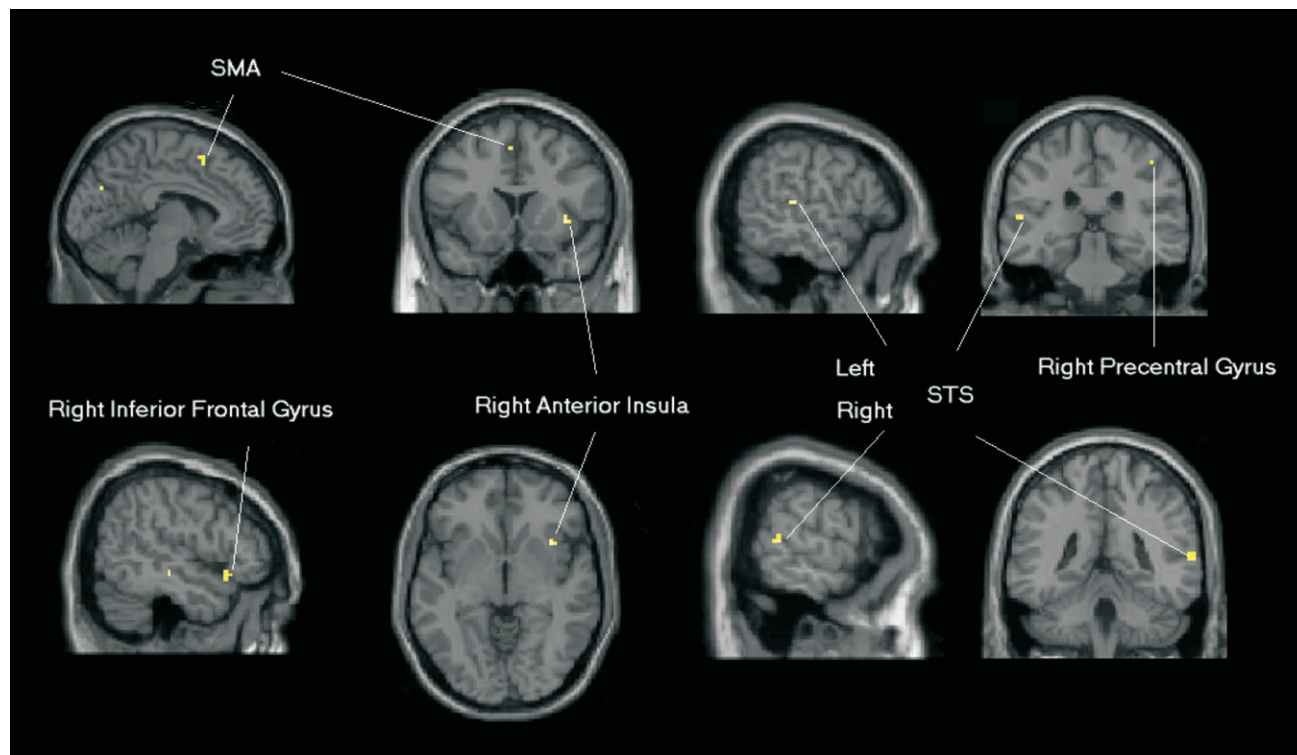 SMA
Left
Right Precentral Gyrus
STS
Right Inferior Frontal Gyrus
Right Anterior Insula
Right